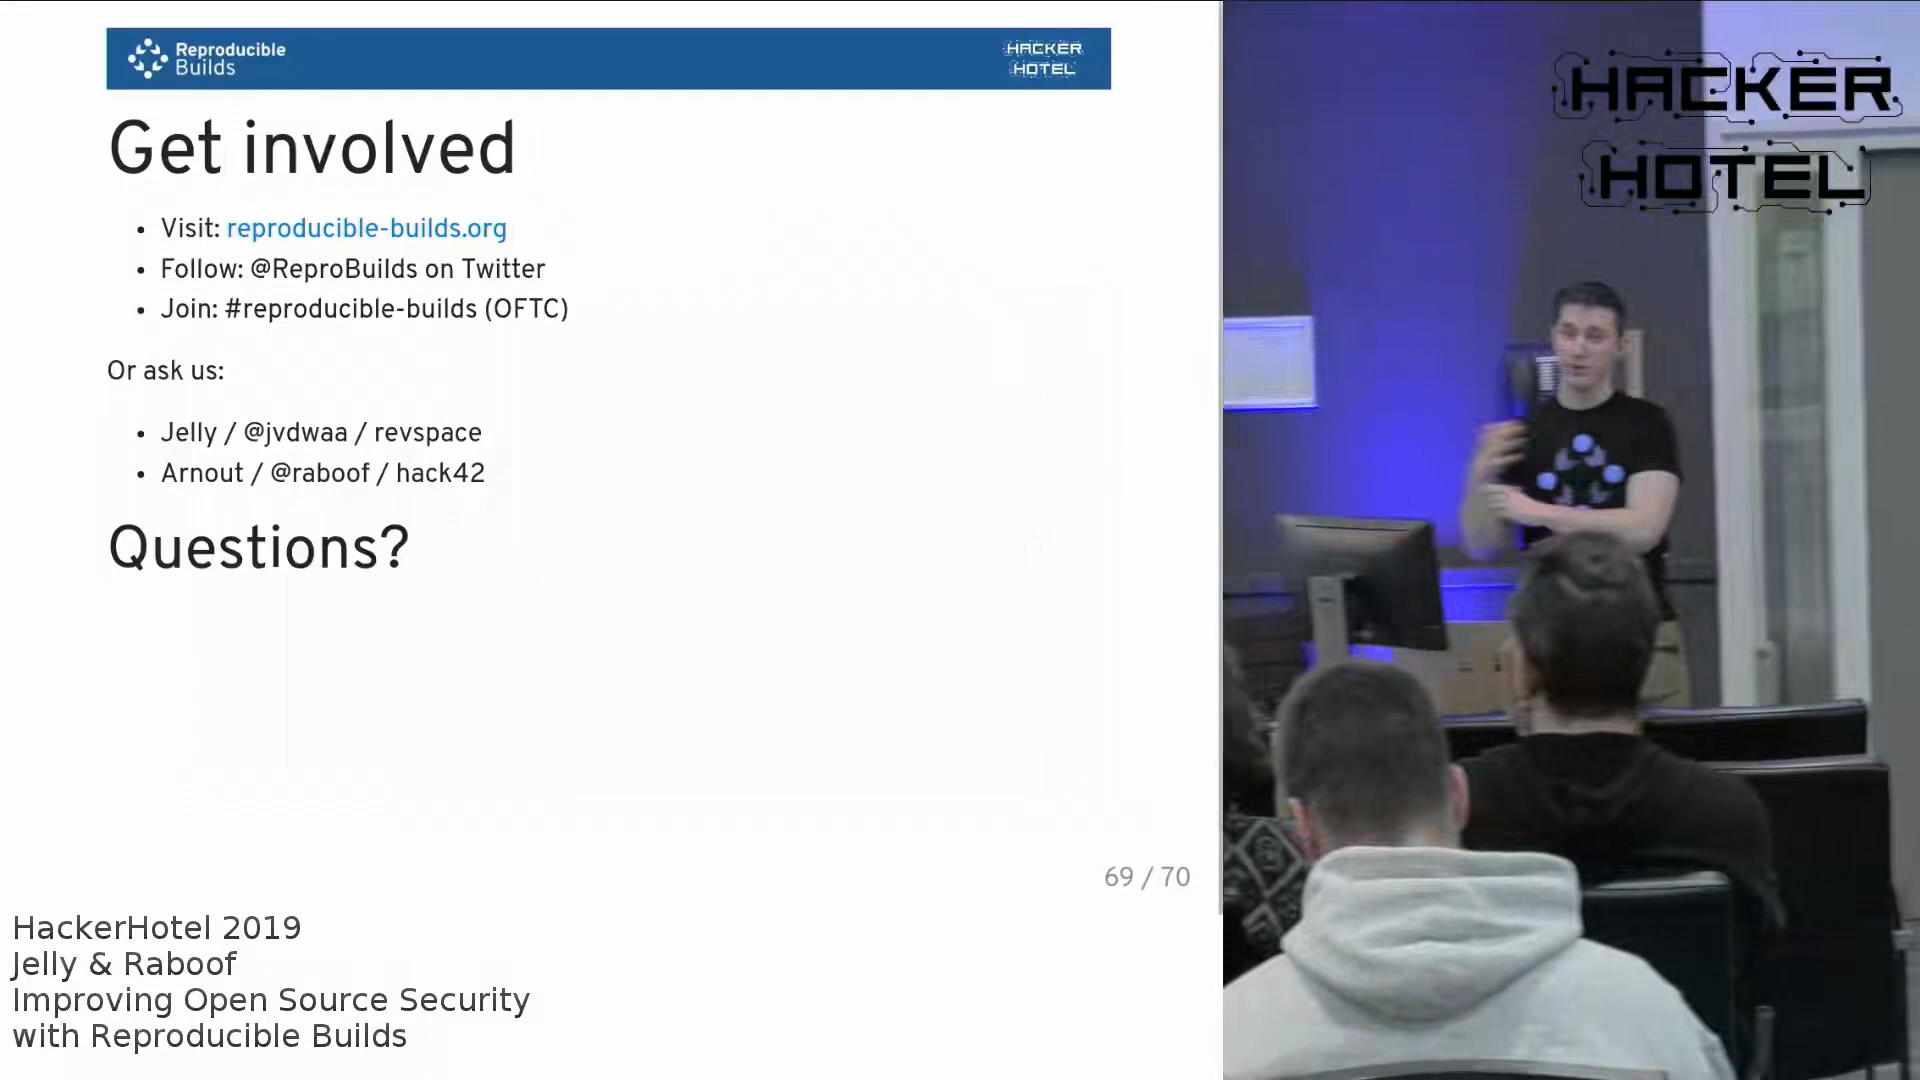 Reproducible
Builds
HACKER
HOTEL
Get involved
• Visit: reproducible-builds.org
• Follow: @ReproBuilds on Twitter
• Join: #reproducible-builds (OFTC)
Or ask us:
• Jelly / @jvdwaa / revspace
• Arnout / @raboof / hack42
Questions?
69 / 70
HackerHotel 2019
Jelly & Raboof
Improving Open Source Security
with Reproducible Builds
HACKER
HOTEL